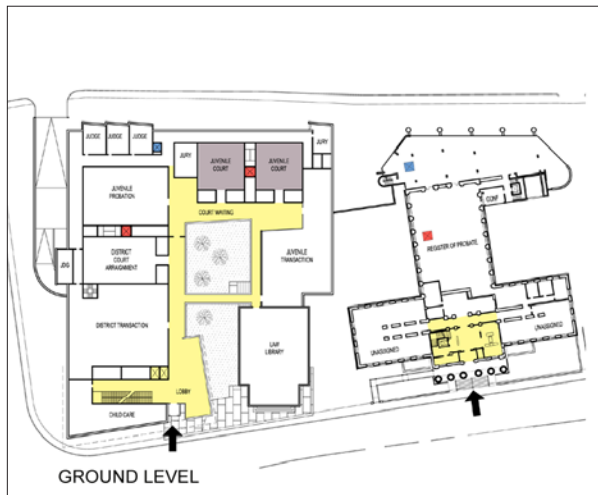 JUDGE
JUDGE
JUDGE
JURY
JUVENILE
COURT
JUVENILE
COURT
JURY
JUVENILE
PROBATION
COURT WAITING
CONF
REGISTER OF PROBATE
DISTRICT
COURT
ARRAIGNMENT
JUVENILE
TRANSACTION
DISTRICT TRANSACTION
LAW
LIBRARY
UNASSIGNED
UNASSIGNED
LOBBY
CHILD CARE
GROUND LEVEL